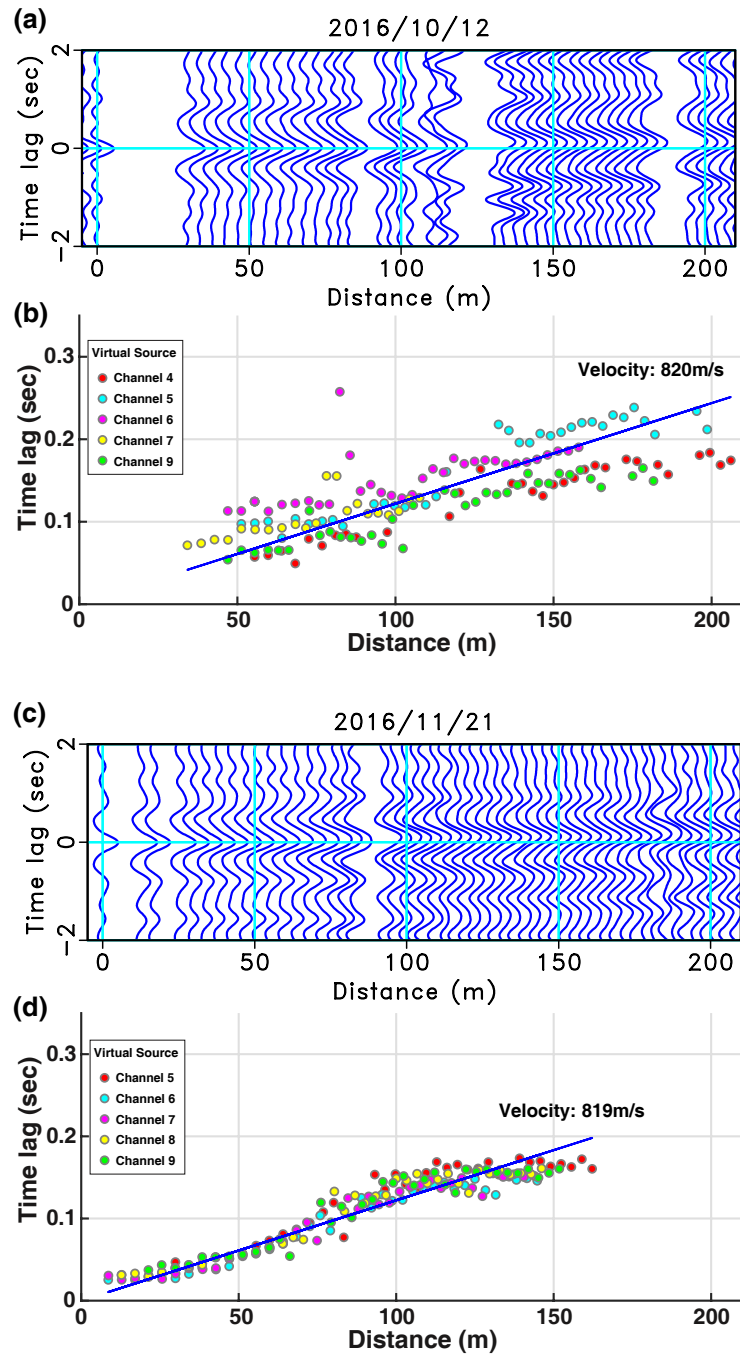 (a)
2016/10/12
Time lag (sec)
2
0
−2
0 50 100 150 200
Distance (m)
(b)
Time lag (sec)
0.3
0.2
0.1
0
Virtual Source
Channel 4
Channel 5
Channel 6
Channel 7
Channel 9
Velocity: 820m/s
0 50 100 150 200
Distance (m)
(c)
2016/11/21
Time lag (sec)
2
0
−2
0 50 100 150 200
Distance (m)
(d)
Time lag (sec)
0.3
0.2
0.1
0
Virtual Source
Channel 5
Channel 6
Channel 7
Channel 8
Channel 9
Velocity: 819m/s
0 50 100 150 200
Distance (m)